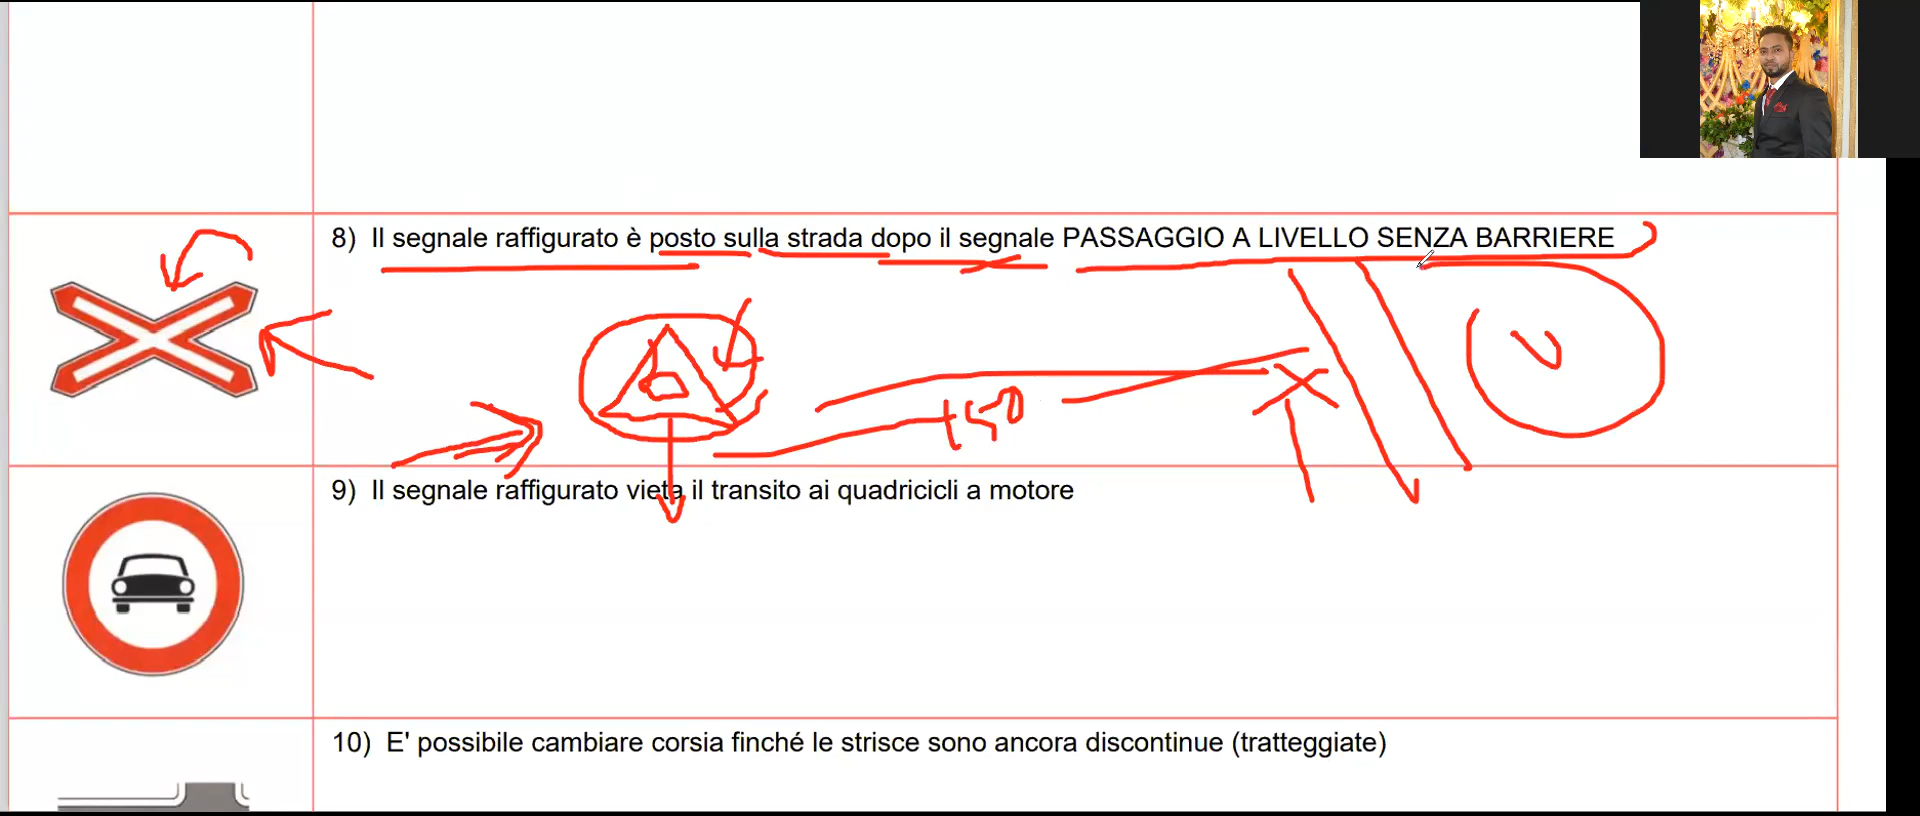 8) Il segnale raffigurato è posto sulla strada dopo il segnale PASSAGGIO A LIVELLO SENZA BARRIERE
150
V
9) Il segnale raffigurato vieta il transito ai quadricicli a motore
10) E' possibile cambiare corsia finché le strisce sono ancora discontinue (tratteggiate)